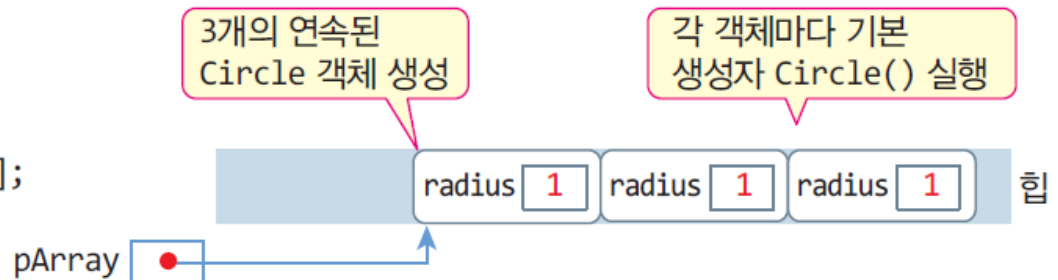 3개의 연속된
Circle 객체 생성
각 객체마다 기본
생성자 Circle() 실행
];
radius 1 radius 1 radius 1 힙
pArray